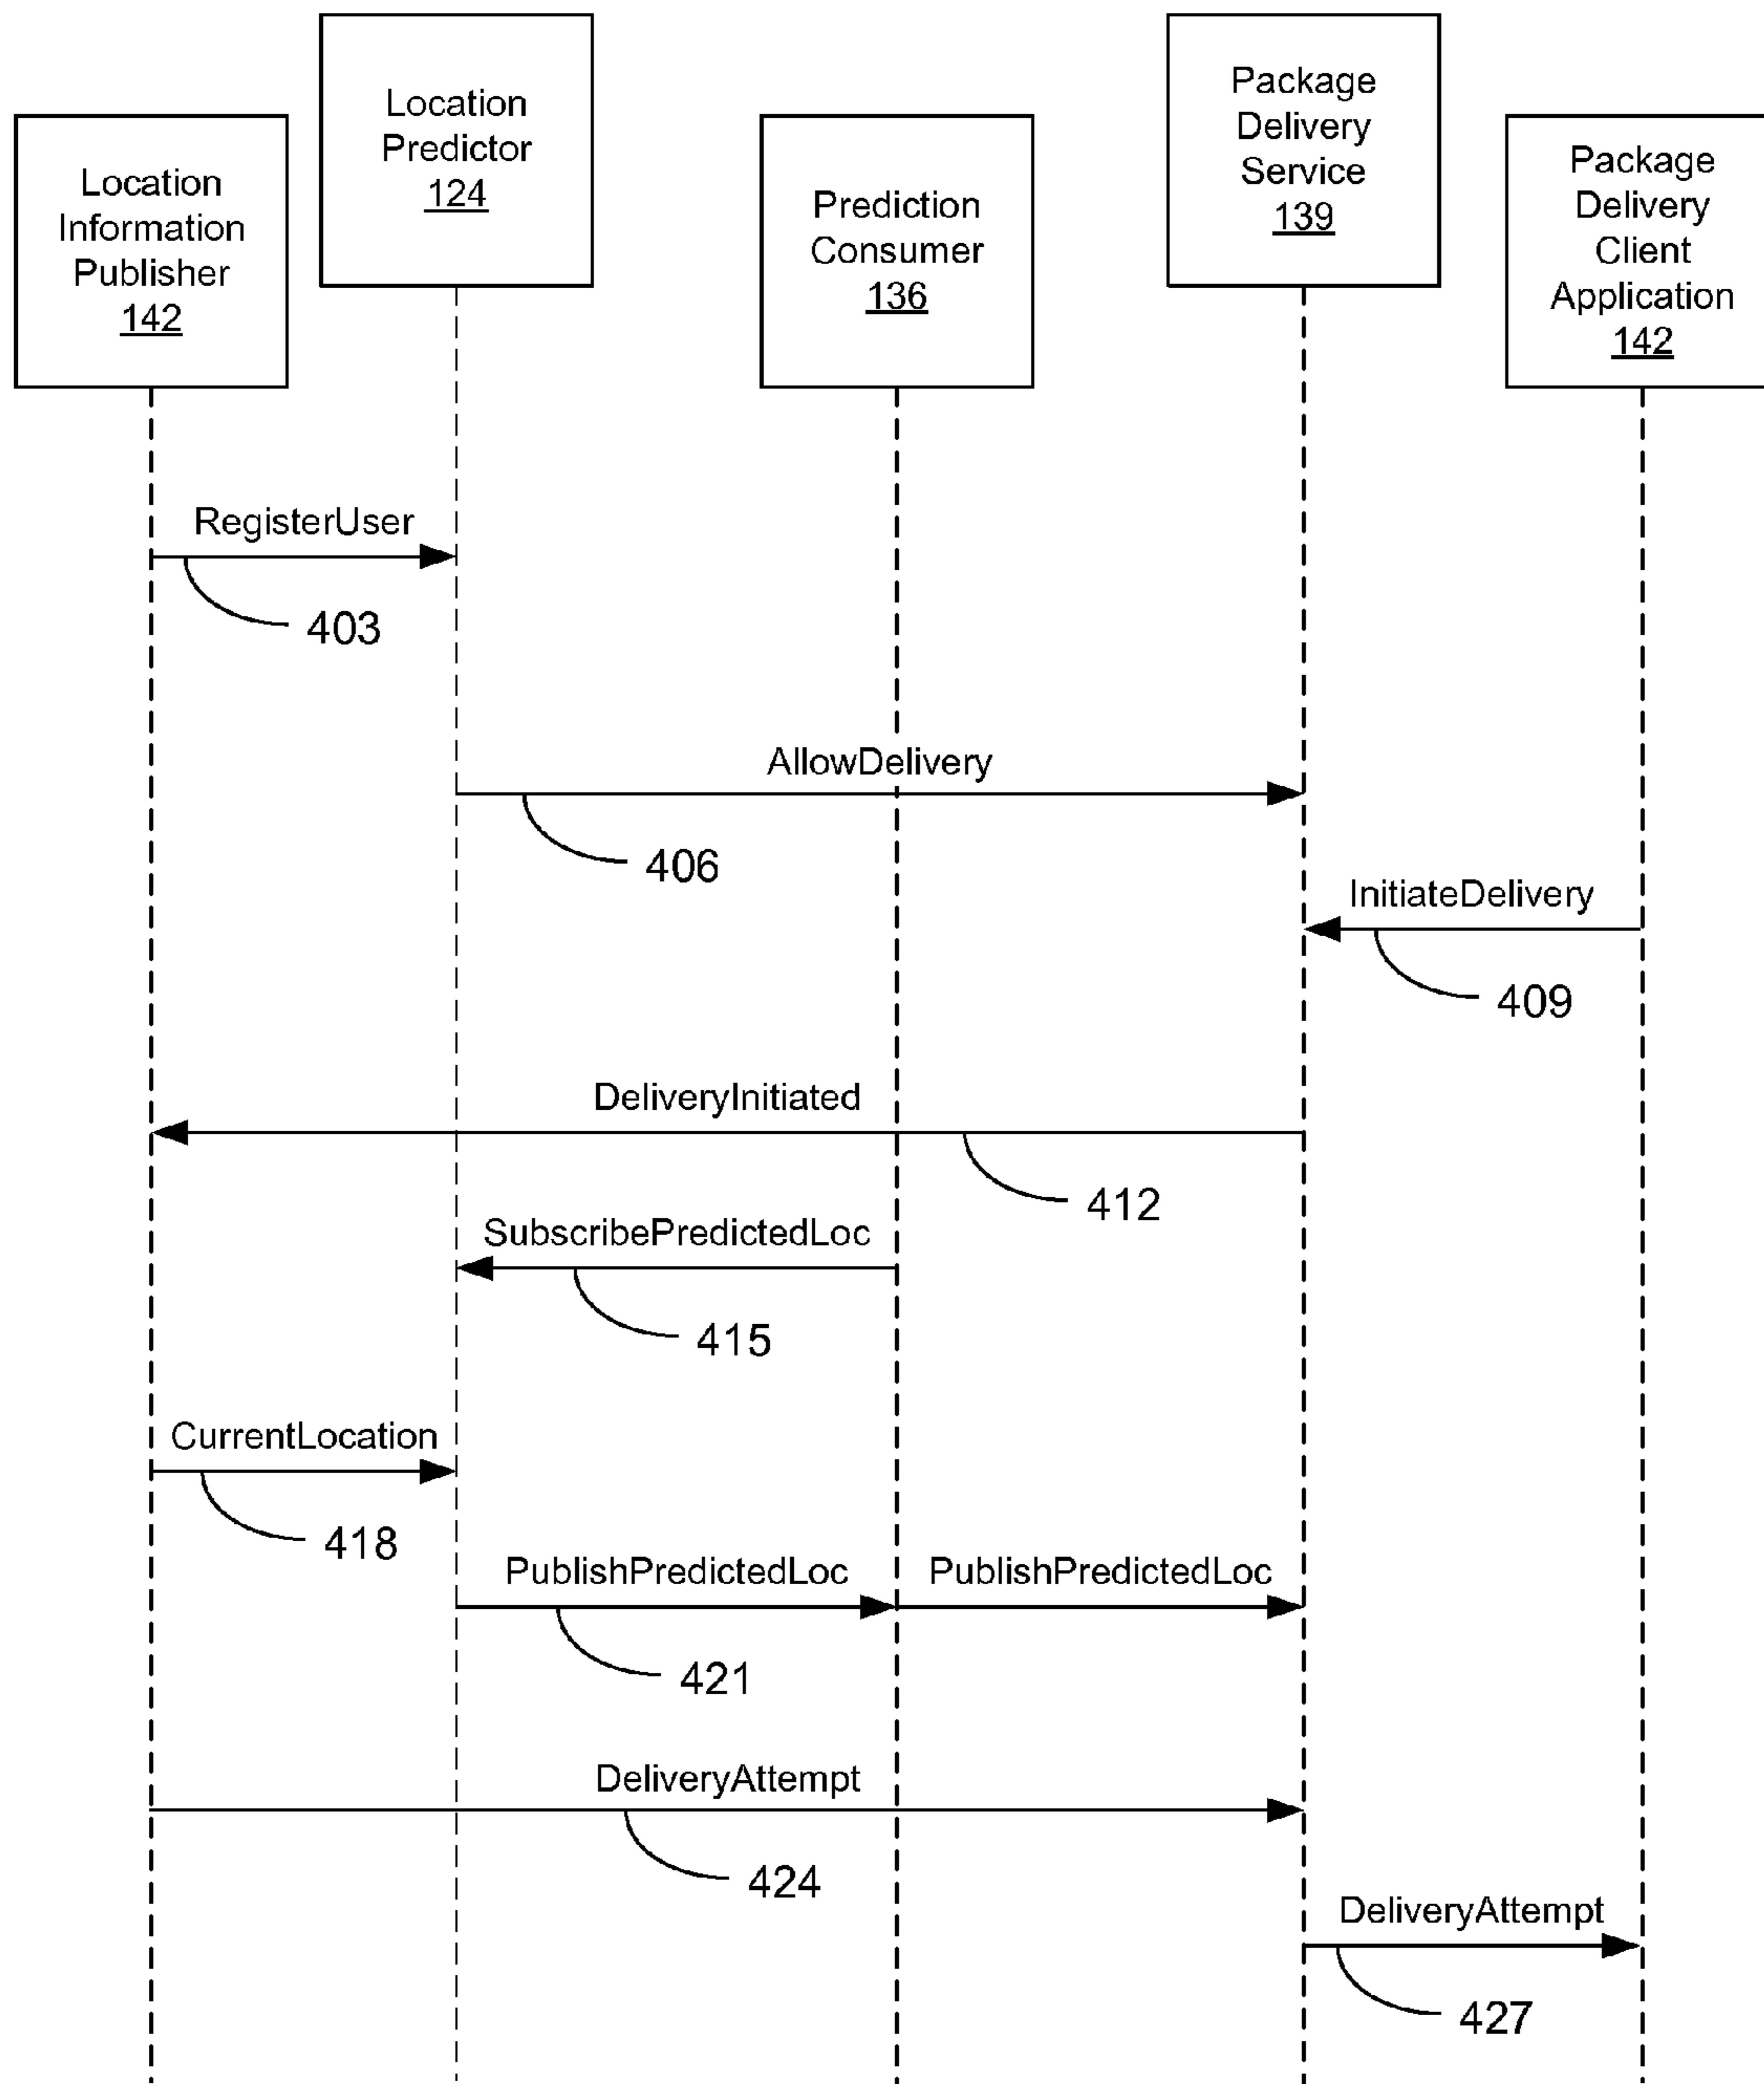 Location
Information
Publisher
142
Location
Predictor
124
Prediction
Consumer
136
Package
Delivery
Service
139
Package
Delivery
Client
Application
142
RegisterUser
403
AllowDelivery
406
InitiateDelivery
409
DeliveryInitiated
412
SubscribePredictedLoc
415
CurrentLocation
418
PublishPredictedLoc
PublishPredictedLoc
421
DeliveryAttempt
424
DeliveryAttempt
427